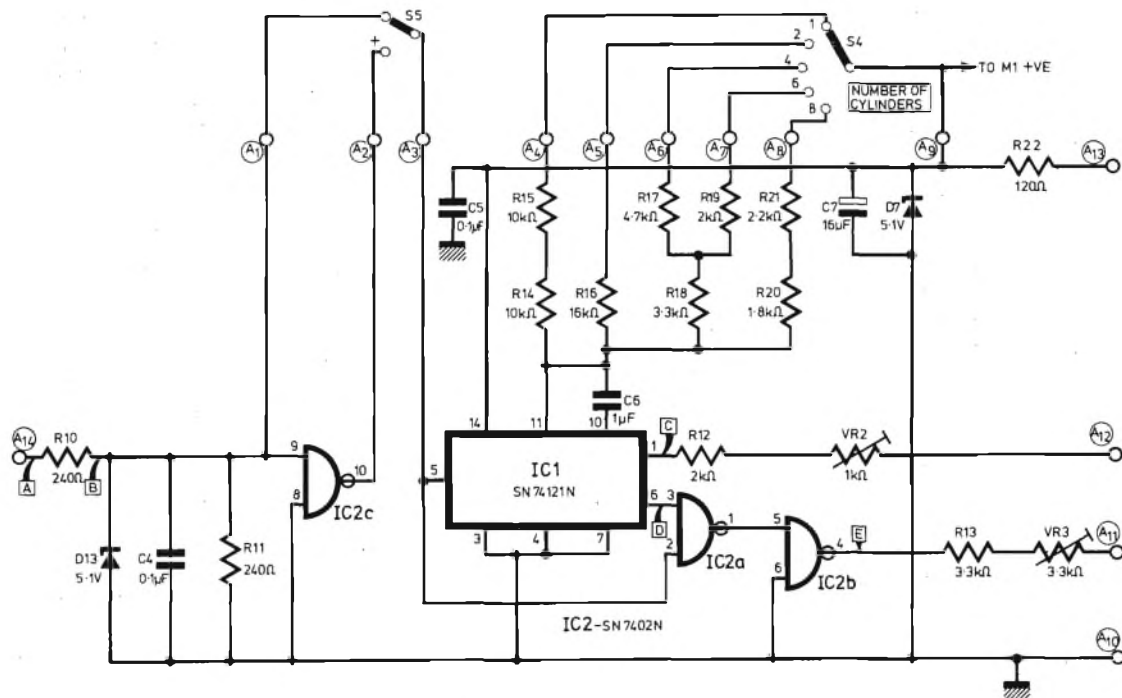 S5
+
1
2
4
6
8
S4
TO M1 +VE
NUMBER OF
CYLINDERS
A1
A2
A3
A4
A5
A6
A7
A8
A9
A13
R22
120Ω
C5
0·1µF
R15
10kΩ
R17
4·7kΩ
R19
2kΩ
R21
2·2kΩ
C7
16µF
D7
5·1V
R14
10kΩ
R16
16kΩ
R18
3·3kΩ
R20
1·8kΩ
C6
1µF
14
11
10
A14
R10
240Ω
A
B
9
8
10
IC2c
5
IC1
SN74121N
1
C
R12
2kΩ
VR2
1kΩ
A12
6
D
3
2
1
IC2a
3
4
7
5
6
4
IC2b
E
R13
3·3kΩ
VR3
3·3kΩ
A11
D13
5·1V
C4
0·1µF
R11
240Ω
IC2-SN7402N
A10